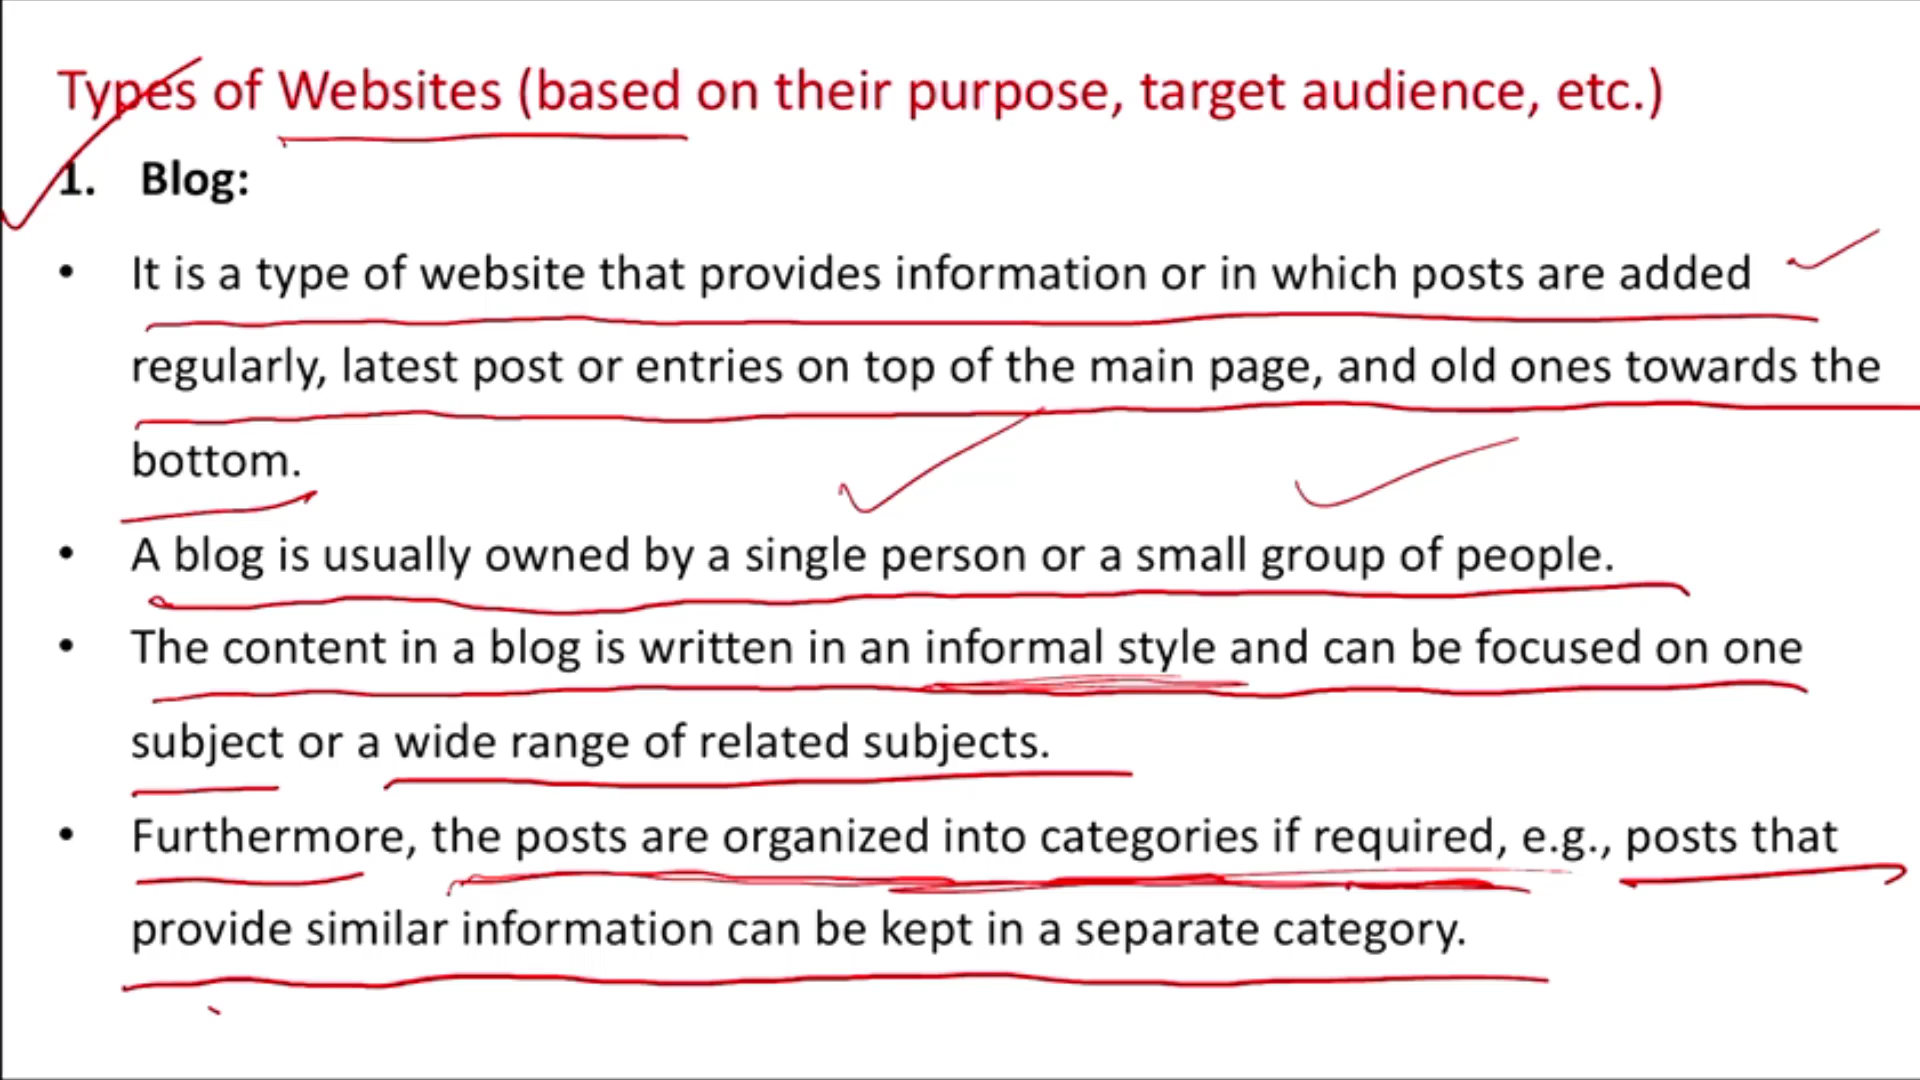 Types of Websites (based on their purpose, target audience, etc.)
1. Blog:
• It is a type of website that provides information or in which posts are added
regularly, latest post or entries on top of the main page, and old ones towards the
bottom.
• A blog is usually owned by a single person or a small group of people.
• The content in a blog is written in an informal style and can be focused on one
subject or a wide range of related subjects.
• Furthermore, the posts are organized into categories if required, e.g., posts that
provide similar information can be kept in a separate category.